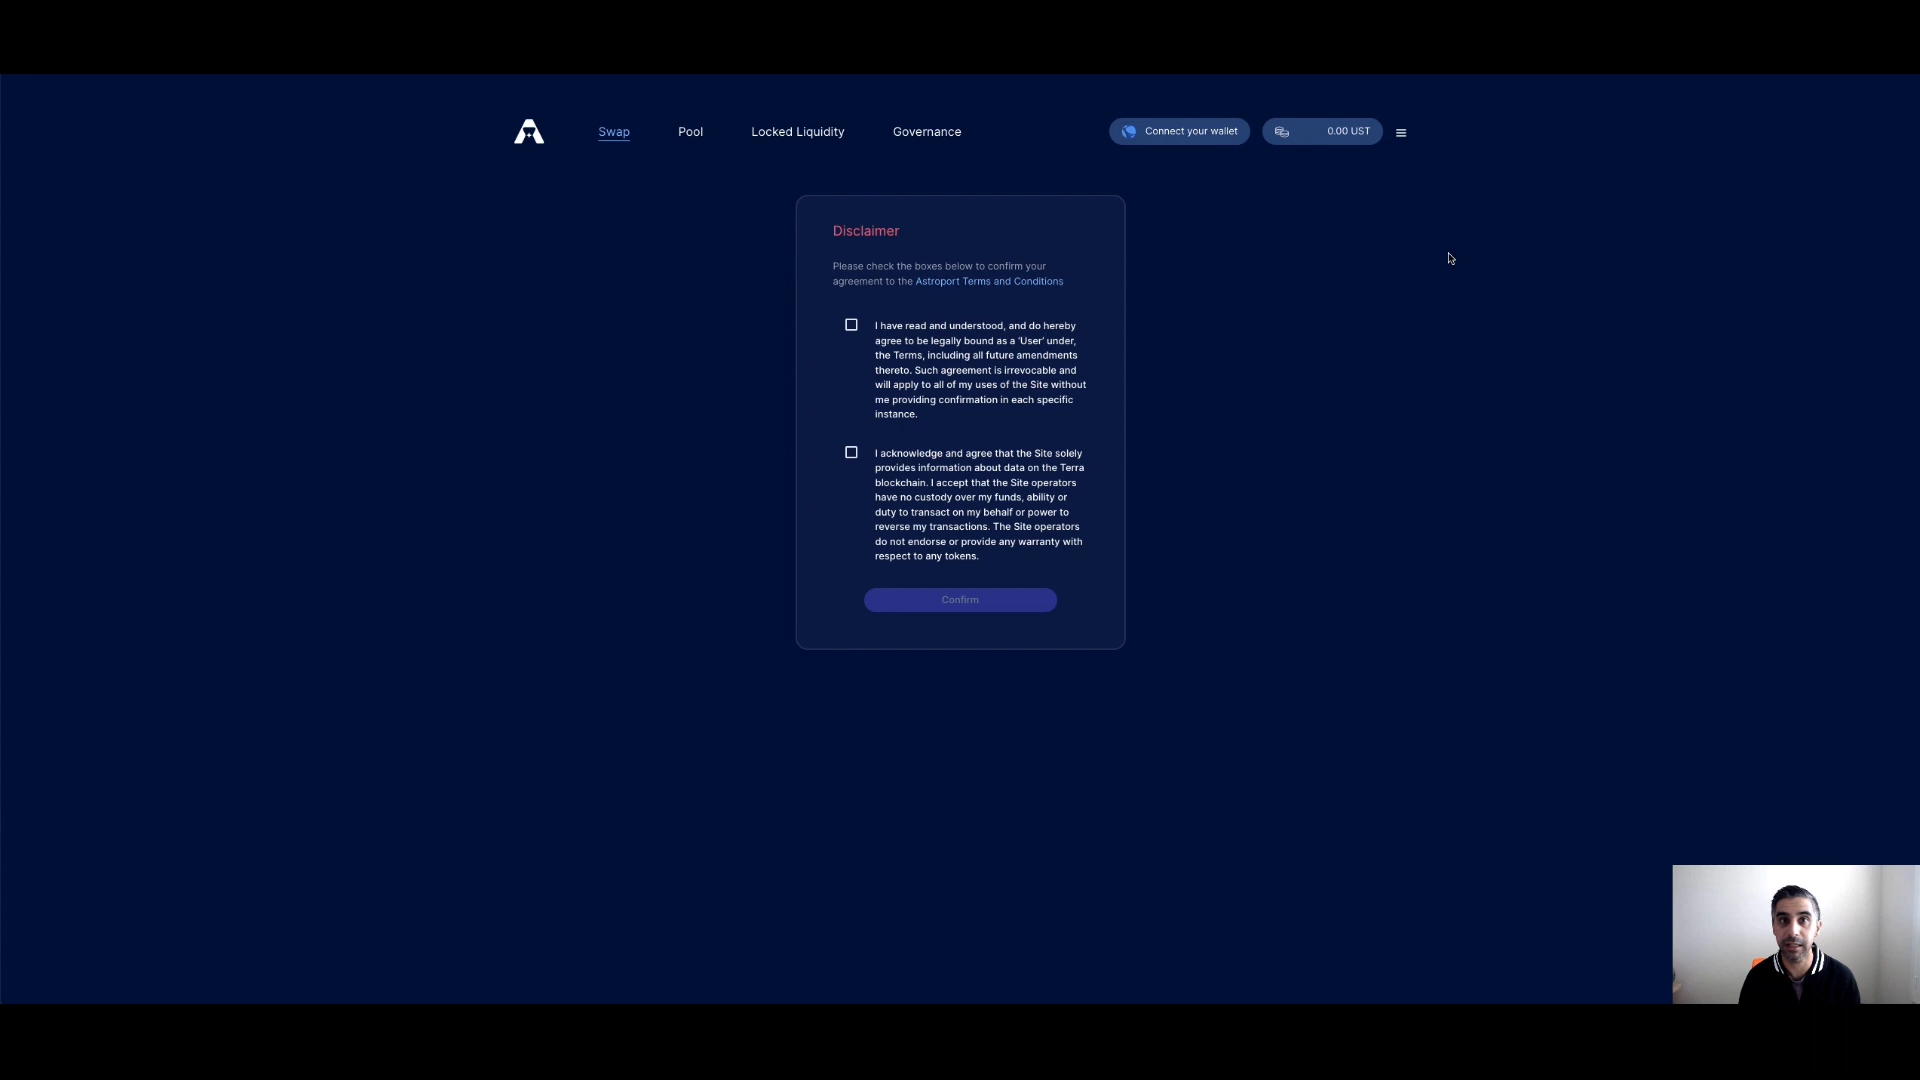 Swap
Pool
Locked Liquidity
Governance
Connect your wallet
0.00 UST
Disclaimer
Please check the boxes below to confirm your
agreement to the Astroport Terms and Conditions
I have read and understood, and do hereby
agree to be legally bound as a ‘User’ under,
the Terms, including all future amendments
thereto. Such agreement is irrevocable and
will apply to all of my uses of the Site without
me providing confirmation in each specific
instance.
I acknowledge and agree that the Site solely
provides information about data on the Terra
blockchain. I accept that the Site operators
have no custody over my funds, ability or
duty to transact on my behalf or power to
reverse my transactions. The Site operators
do not endorse or provide any warranty with
respect to any tokens.
Confirm